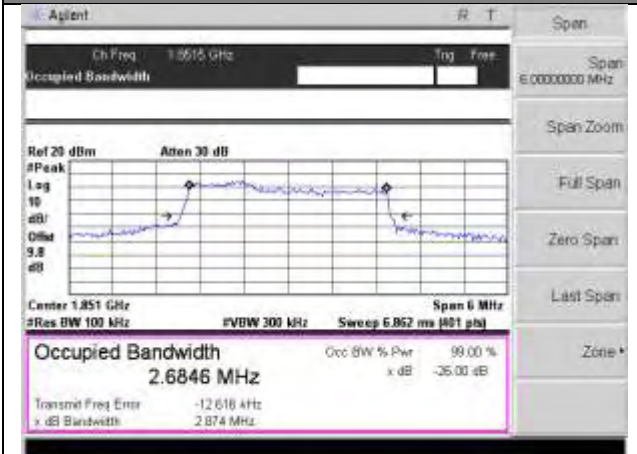 Agilent R T
Ch Freq 1.8515 GHz Trig Free
Occupied Bandwidth
Ref 20 dBm Atten 30 dB
#Peak
Log
10
dB/
Offst
9.8
dB
Center 1.851 GHz Span 6 MHz
#Res BW 100 kHz #VBW 300 kHz Sweep 6.862 ms (401 pts)
Occupied Bandwidth
2.6846 MHz
Occ BW % Pwr 99.00 %
x dB -26.00 dB
Transmit Freq Error -12.616 kHz
x dB Bandwidth 2.874 MHz
Span
Span
6.00000000 MHz
Span Zoom
Full Span
Zero Span
Last Span
Zone